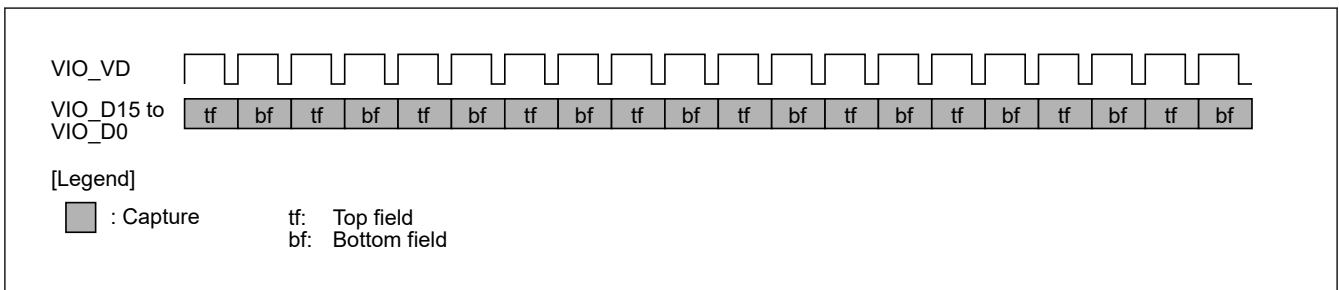 VIO_VD
VIO_D15 to
VIO_D0
tf bf tf bf tf bf tf bf tf bf tf bf tf bf tf bf tf bf tf bf
[Legend]
: Capture
tf: Top field
bf: Bottom field